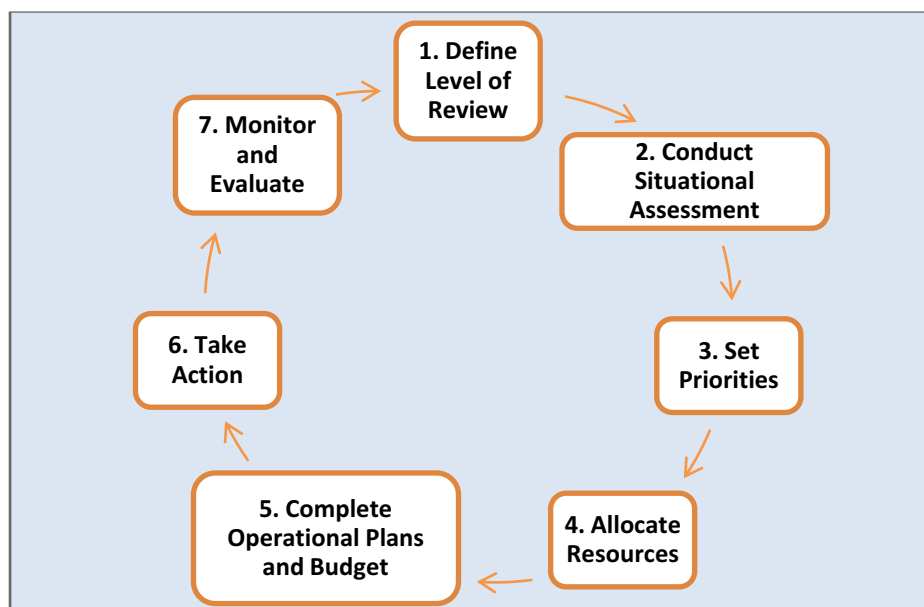 1. Define
Level of
Review
2. Conduct
Situational
Assessment
3. Set
Priorities
4. Allocate
Resources
5. Complete
Operational Plans
and Budget
6. Take
Action
7. Monitor
and
Evaluate